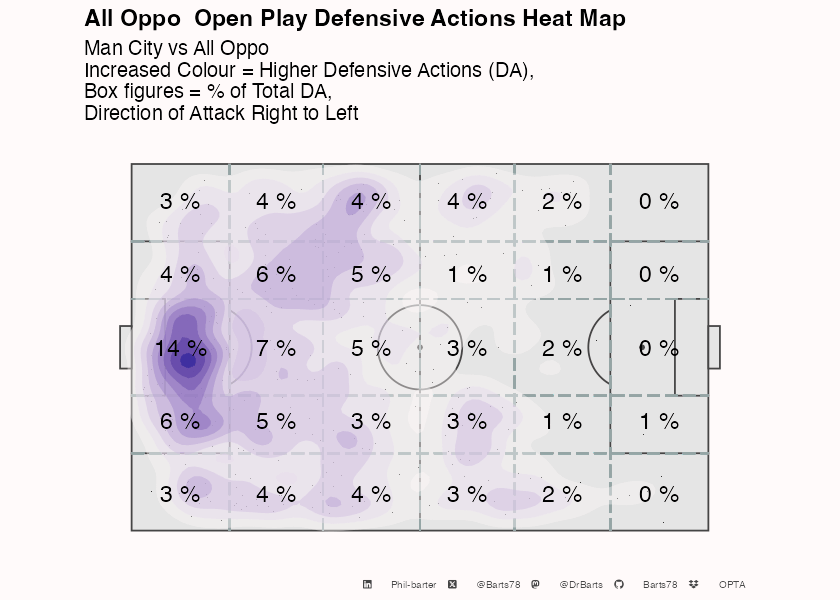 All Oppo  Open Play Defensive Actions Heat Map
Man City vs All Oppo
Increased Colour = Higher Defensive Actions (DA),
Box figures = % of Total DA,
Direction of Attack Right to Left
3 % 4 % 4 % 4 % 2 % 0 %
4 % 6 % 5 % 1 % 1 % 0 %
14 % 7 % 5 % 3 % 2 % 0 %
6 % 5 % 3 % 3 % 1 % 1 %
3 % 4 % 4 % 3 % 2 % 0 %
Phil-barter @Barts78 @DrBarts Barts78 OPTA